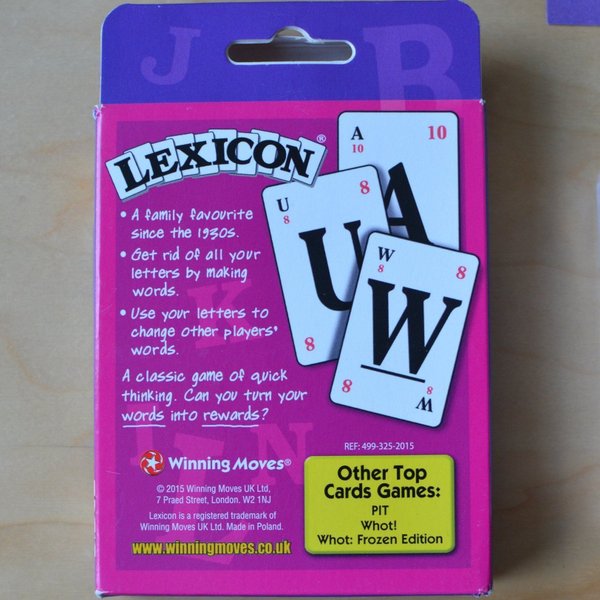 J
B
LEXICON®
• A family favourite
since the 1930s.
• Get rid of all your
letters by making
words.
• Use your letters to
change other players'
words.
A classic game of quick
thinking. Can you turn your
words into rewards?
A
10
10
A
U
8
8
U
8
W
8
8
W
8
W
K
N
REF: 499-325-2015
Winning Moves®
© 2015 Winning Moves UK Ltd,
7 Praed Street, London. W2 1NJ
Lexicon is a registered trademark of
Winning Moves UK Ltd. Made in Poland.
www.winningmoves.co.uk
Other Top
Cards Games:
PIT
Whot!
Whot: Frozen Edition